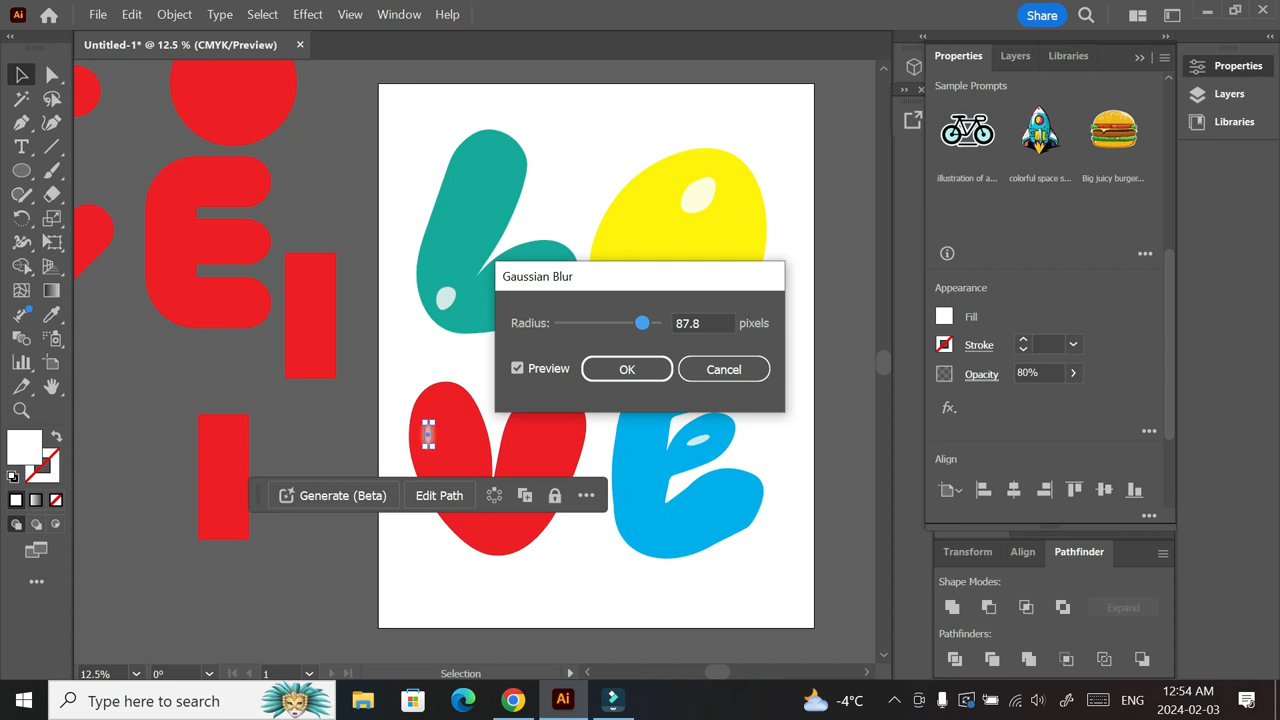 Ai
File
Edit
Object
Type
Select
Effect
View
Window
Help
Share
Untitled-1* @ 12.5 % (CMYK/Preview)
Properties
Layers
Libraries
Sample Prompts
illustration of a...
colorful space s...
Big juicy burger...
Properties
Layers
Libraries
L
O
V
E
E
Gaussian Blur
Radius:
87.8
pixels
Preview
OK
Cancel
Appearance
Fill
Stroke
Opacity
80%
fx.
Align
Generate (Beta)
Edit Path
Transform
Align
Pathfinder
Shape Modes:
Expand
Pathfinders:
12.5%
0°
1
Selection
Type here to search
Ai
-4°C
ENG
12:54 AM
2024-02-03